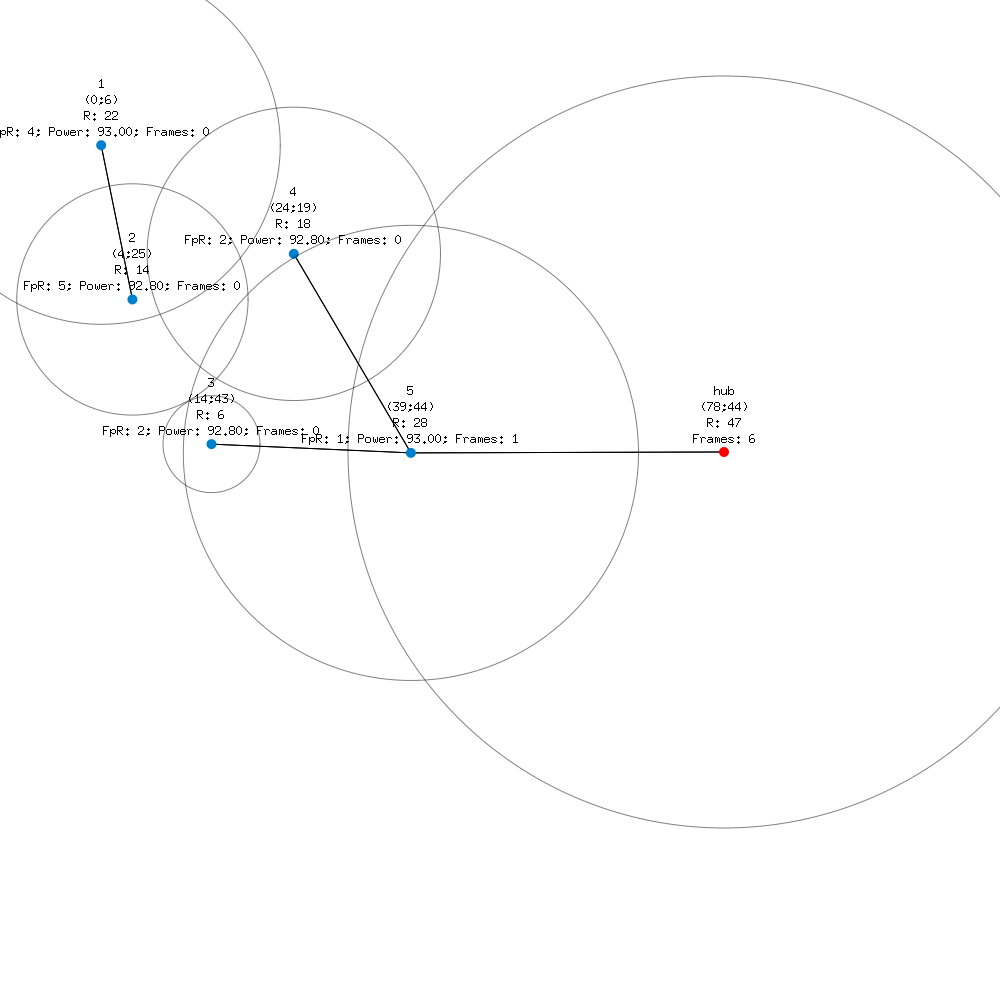 1
(0;6)
R: 22
pR: 4; Power: 93.00; Frames: 0
4
(24;19)
R: 18
FpR: 2; Power: 92.80; Frames: 0
2
(4;25)
R: 14
FpR: 5; Power: 92.80; Frames: 0
3
(14;43)
R: 6
FpR: 2; Power: 92.80; Frames: 0
5
(39;44)
R: 28
FpR: 1; Power: 93.00; Frames: 1
hub
(78;44)
R: 47
Frames: 6